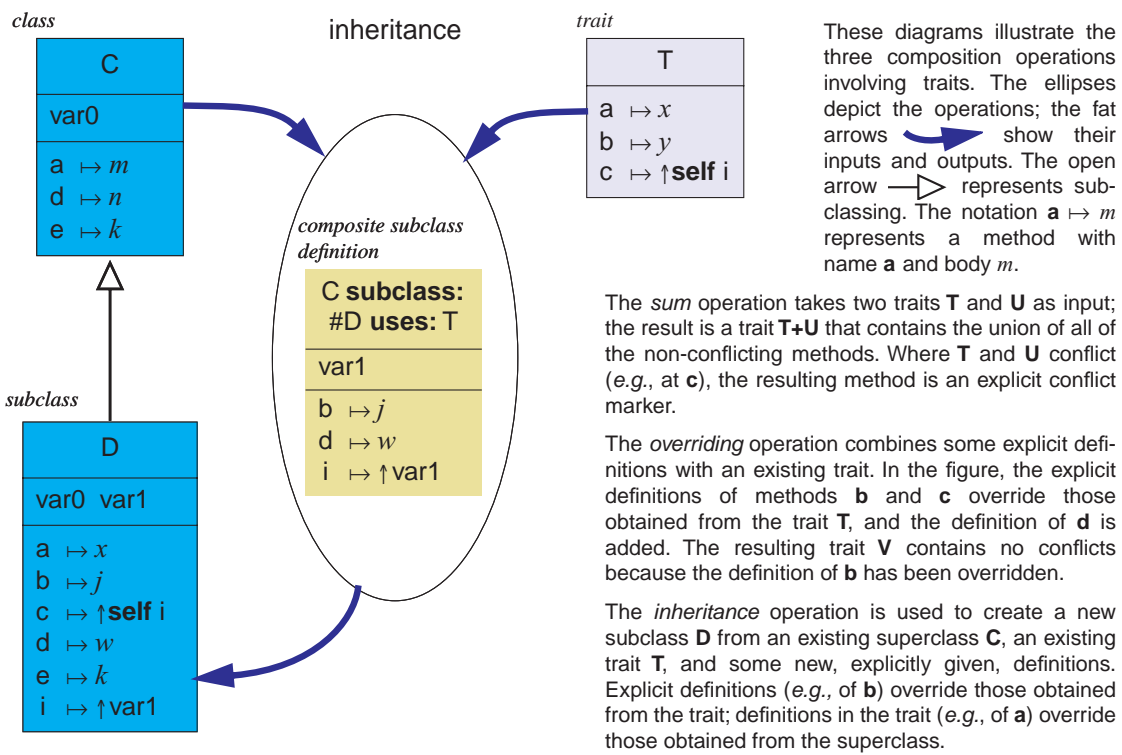 class
inheritance
trait
C
var0
a ↦ m
d ↦ n
e ↦ k
T
a ↦ x
b ↦ y
c ↦ ↑self i
composite subclass
definition
C subclass:
#D uses: T
var1
b ↦ j
d ↦ w
i ↦ ↑var1
subclass
D
var0 var1
a ↦ x
b ↦ j
c ↦ ↑self i
d ↦ w
e ↦ k
i ↦ ↑var1
These diagrams illustrate the
three composition operations
involving traits. The ellipses
depict the operations; the fat
arrows show their
inputs and outputs. The open
arrow represents sub-
classing. The notation a ↦ m
represents a method with
name a and body m.
The sum operation takes two traits T and U as input;
the result is a trait T+U that contains the union of all of
the non-conflicting methods. Where T and U conflict
(e.g., at c), the resulting method is an explicit conflict
marker.
The overriding operation combines some explicit defi-
nitions with an existing trait. In the figure, the explicit
definitions of methods b and c override those
obtained from the trait T, and the definition of d is
added. The resulting trait V contains no conflicts
because the definition of b has been overridden.
The inheritance operation is used to create a new
subclass D from an existing superclass C, an existing
trait T, and some new, explicitly given, definitions.
Explicit definitions (e.g., of b) override those obtained
from the trait; definitions in the trait (e.g., of a) override
those obtained from the superclass.